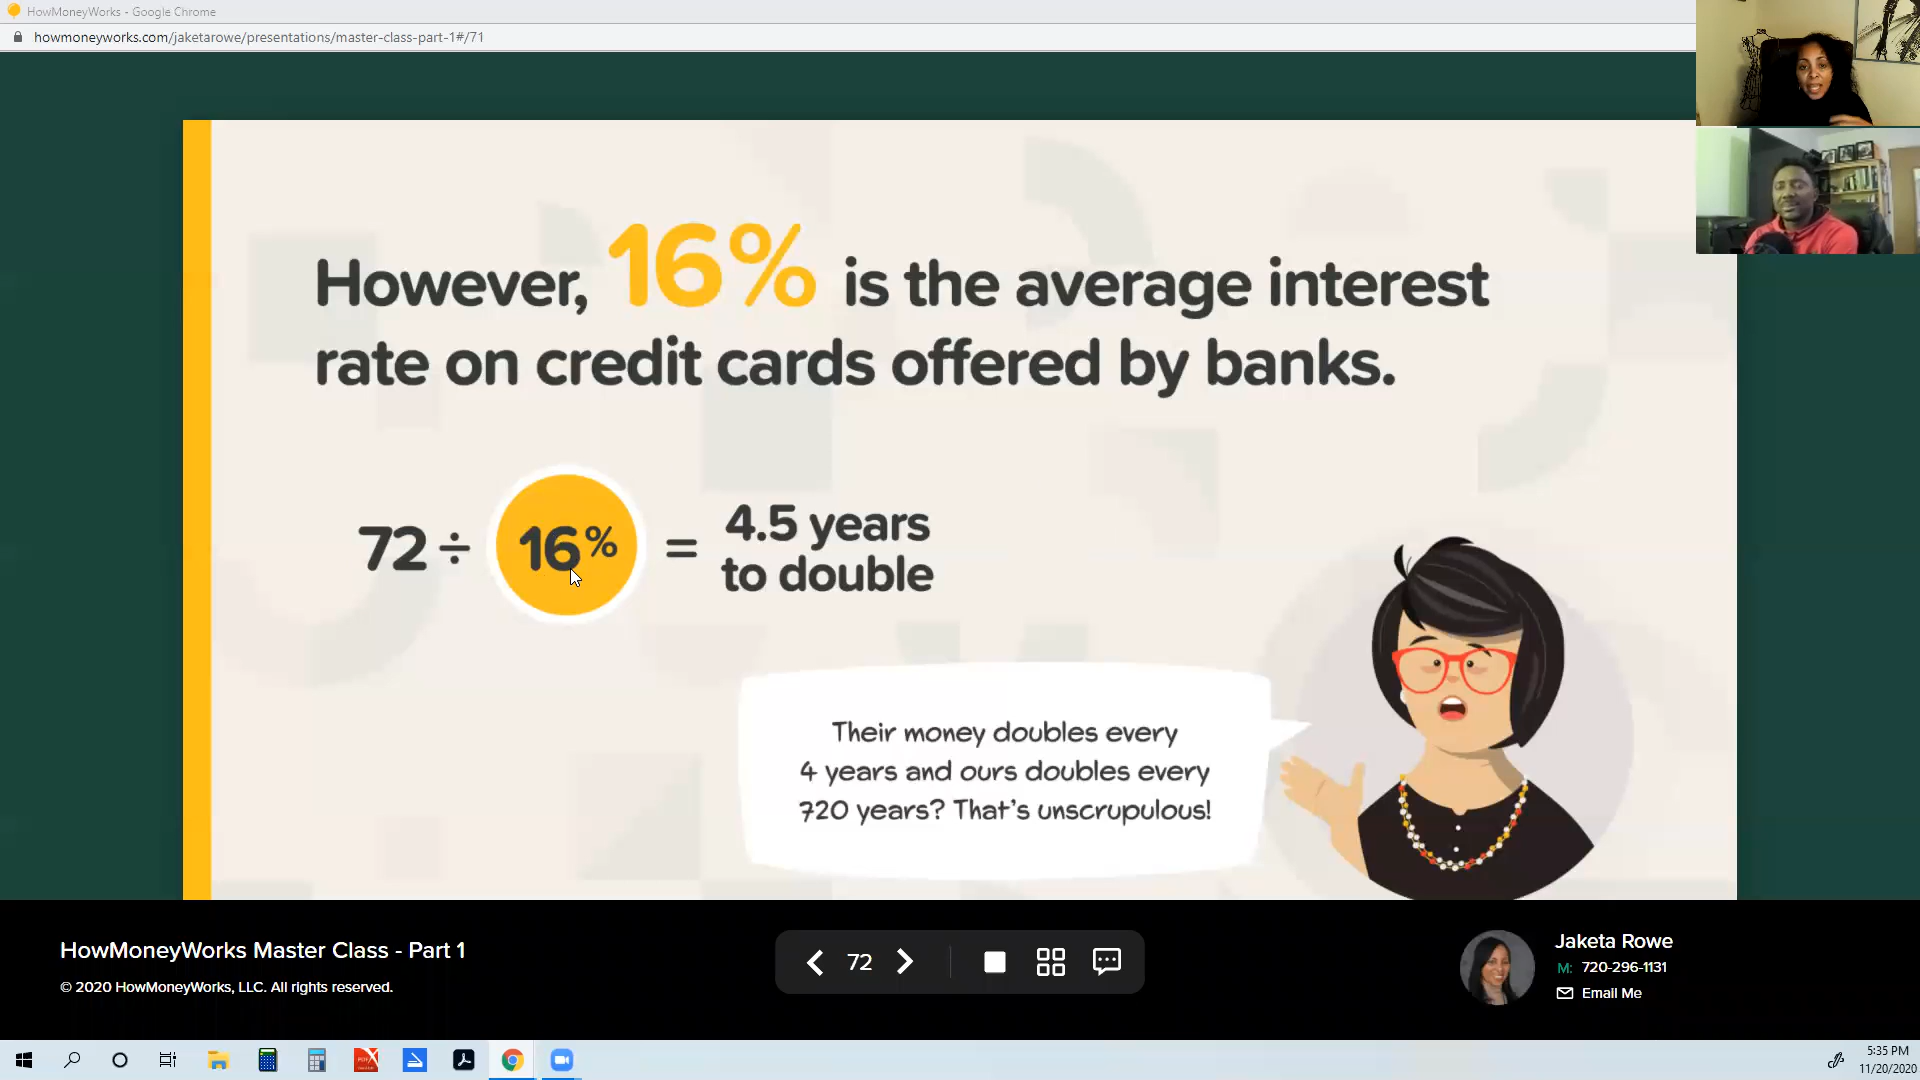 HowMoneyWorks - Google Chrome
howmoneyworks.com/jaketarowe/presentations/master-class-part-1#/71
However, 16% is the average interest
rate on credit cards offered by banks.
72 ÷ 16% = 4.5 years
to double
Their money doubles every
4 years and ours doubles every
720 years? That's unscrupulous!
HowMoneyWorks Master Class - Part 1
© 2020 HowMoneyWorks, LLC. All rights reserved.
72
Jaketa Rowe
M: 720-296-1131
Email Me
5:35 PM
11/20/2020